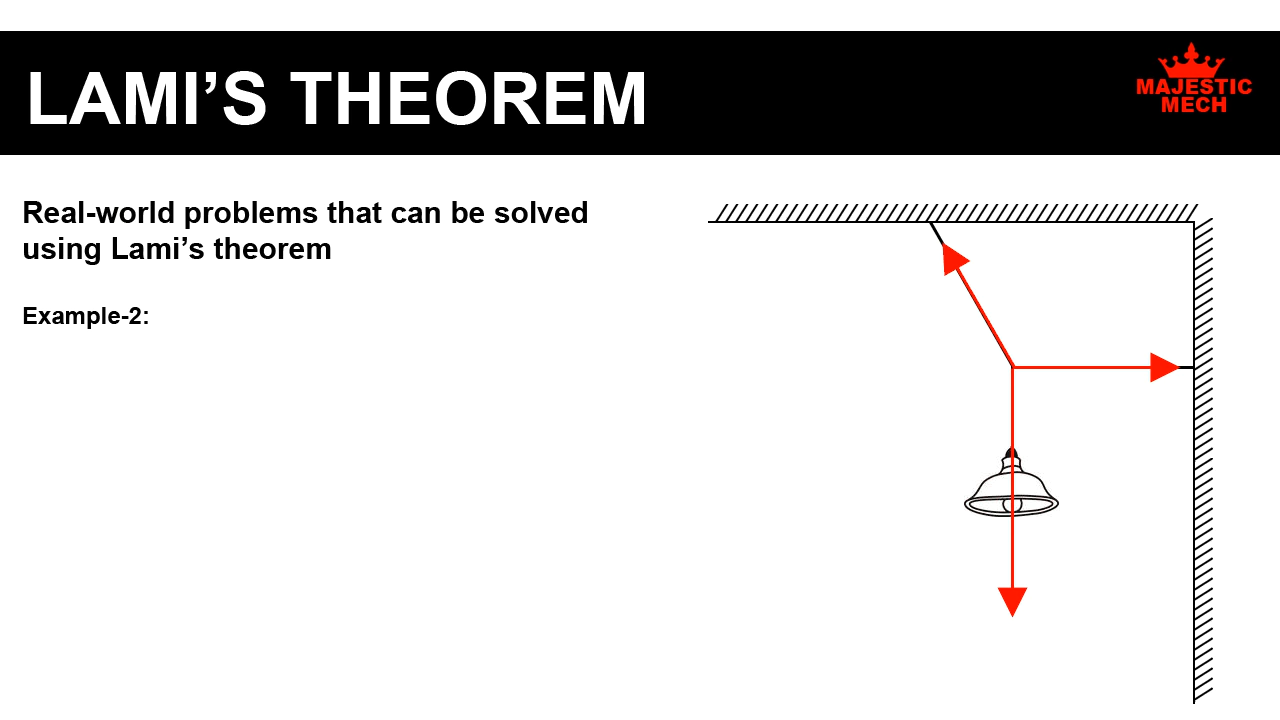 LAMI’S THEOREM
MAJESTIC
MECH
Real-world problems that can be solved
using Lami’s theorem
Example-2: